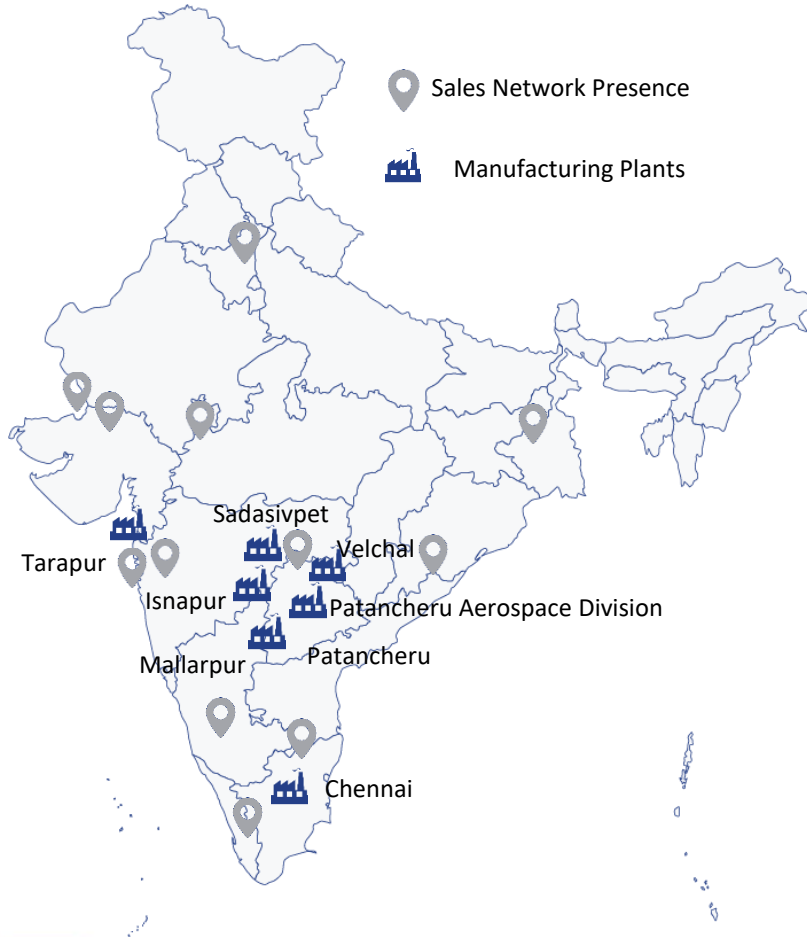 Sales Network Presence
Manufacturing Plants
Sadasivpet
Velchal
Tarapur
Isnapur
Patancheru Aerospace Division
Mallarpur
Patancheru
Chennai